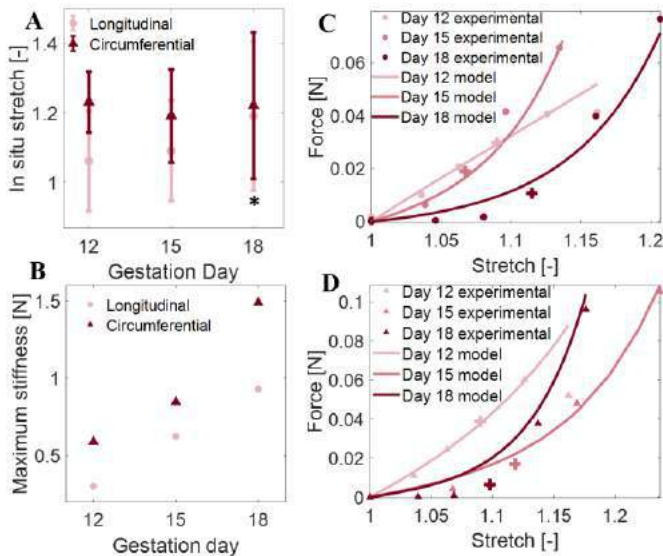 A
Longitudinal
Circumferential
In situ stretch [-]
1.4
1.2
1
*
12
15
18
Gestation Day
B
Longitudinal
Circumferential
Maximum stiffness [N]
1.5
1
0.5
12
15
18
Gestation day
C
Day 12 experimental
Day 15 experimental
Day 18 experimental
Day 12 model
Day 15 model
Day 18 model
Force [N]
0.06
0.04
0.02
0
1
1.05
1.1
1.15
1.2
Stretch [-]
D
Day 12 experimental
Day 15 experimental
Day 18 experimental
Day 12 model
Day 15 model
Day 18 model
Force [N]
0.1
0.08
0.06
0.04
0.02
0
1
1.05
1.1
1.15
1.2
Stretch [-]